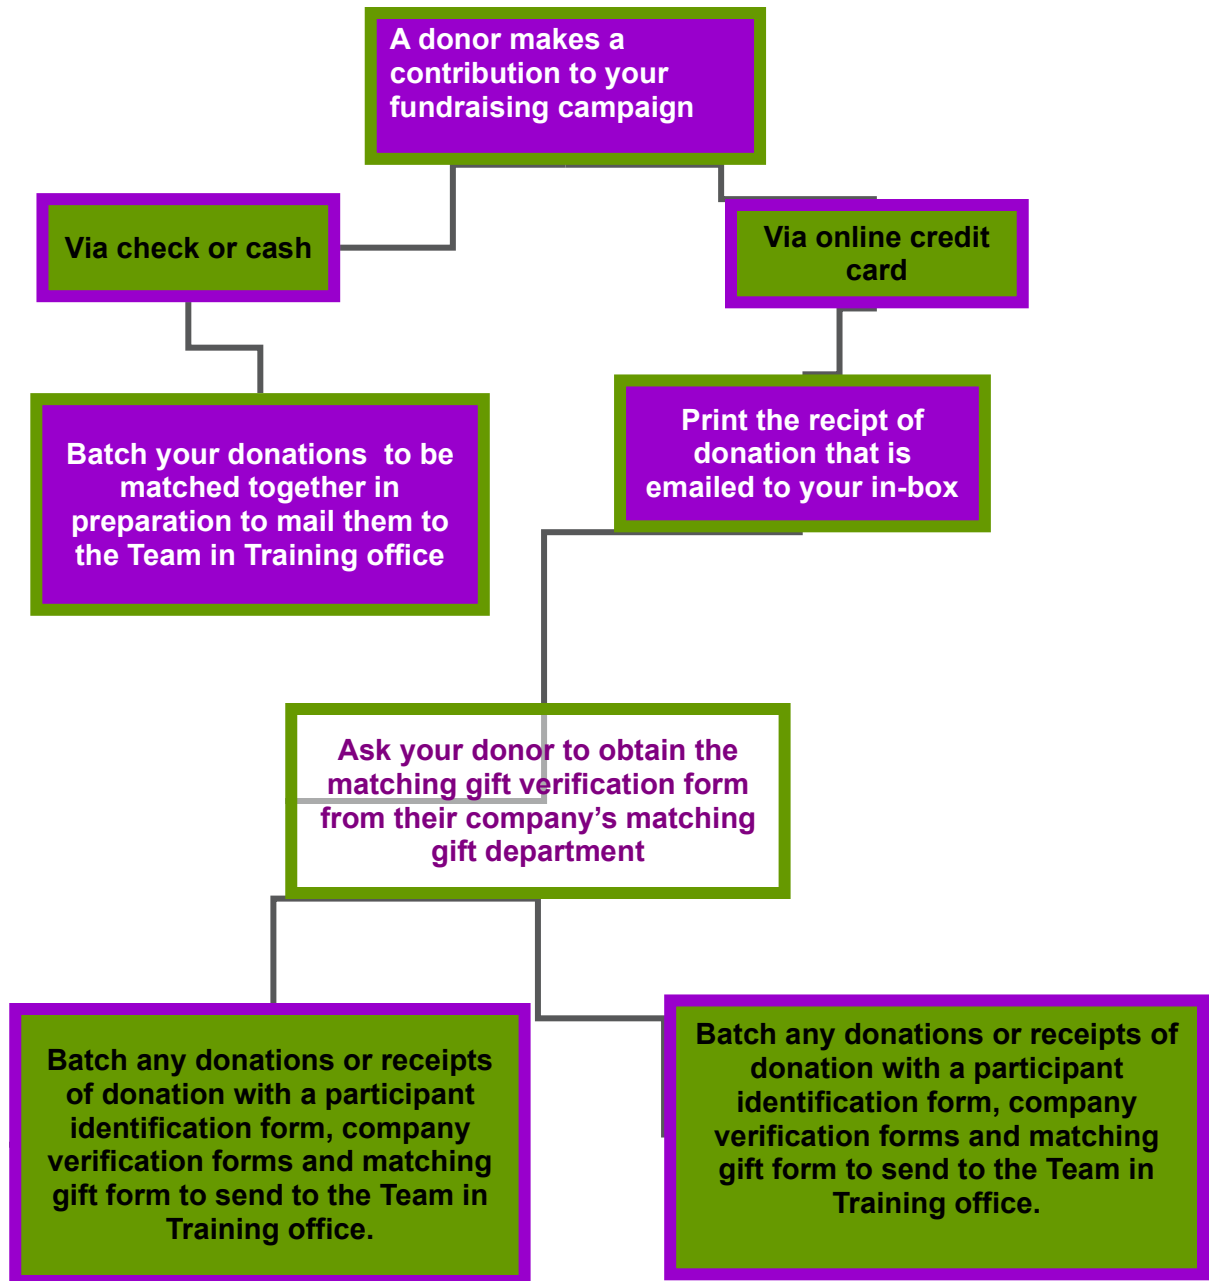 A donor makes a
contribution to your
fundraising campaign
Via check or cash
Via online credit
card
Batch your donations  to be
matched together in
preparation to mail them to
the Team in Training office
Print the recipt of
donation that is
emailed to your in-box
Ask your donor to obtain the
matching gift verification form
from their company’s matching
gift department
Batch any donations or receipts
of donation with a participant
identification form, company
verification forms and matching
gift form to send to the Team in
Training office.
Batch any donations or receipts of
donation with a participant
identification form, company
verification forms and matching
gift form to send to the Team in
Training office.